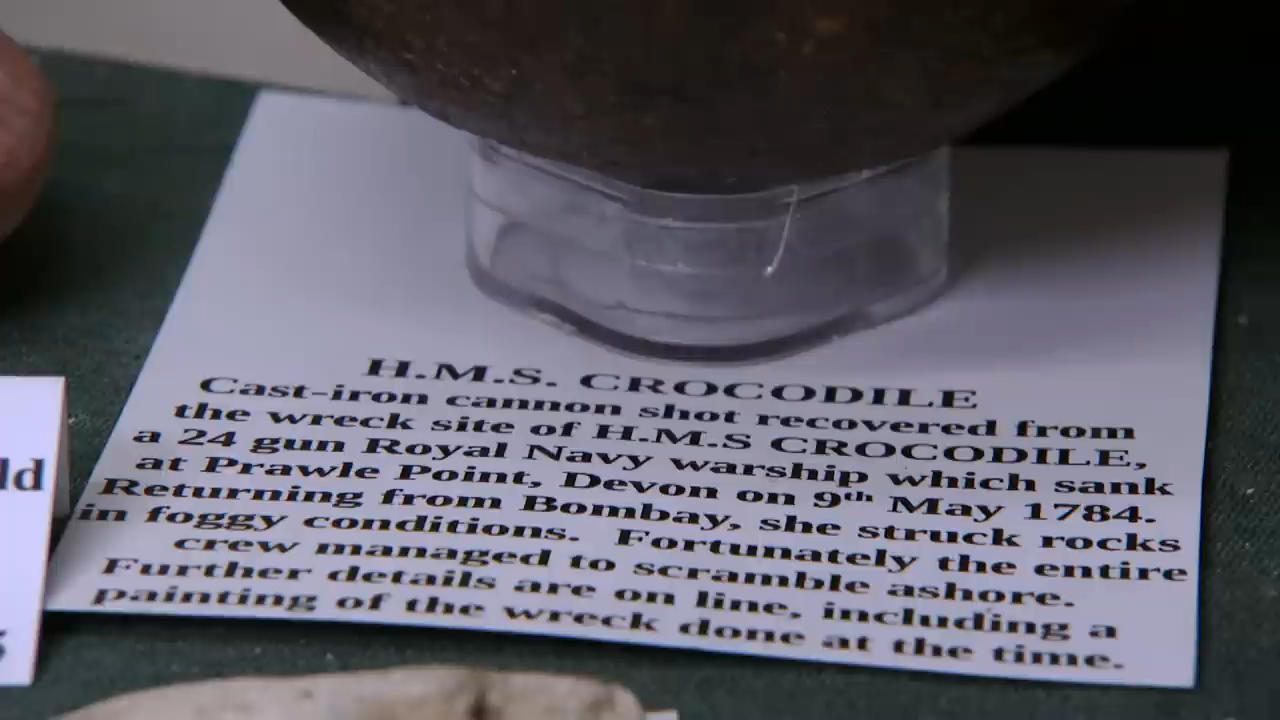 H.M.S. CROCODILE
Cast-iron cannon shot recovered from
the wreck site of H.M.S CROCODILE,
a 24 gun Royal Navy warship which sank
at Prawle Point, Devon on 9th May 1784.
Returning from Bombay, she struck rocks
in foggy conditions. Fortunately the entire
crew managed to scramble ashore.
Further details are on line, including a
painting of the wreck done at the time.
ld